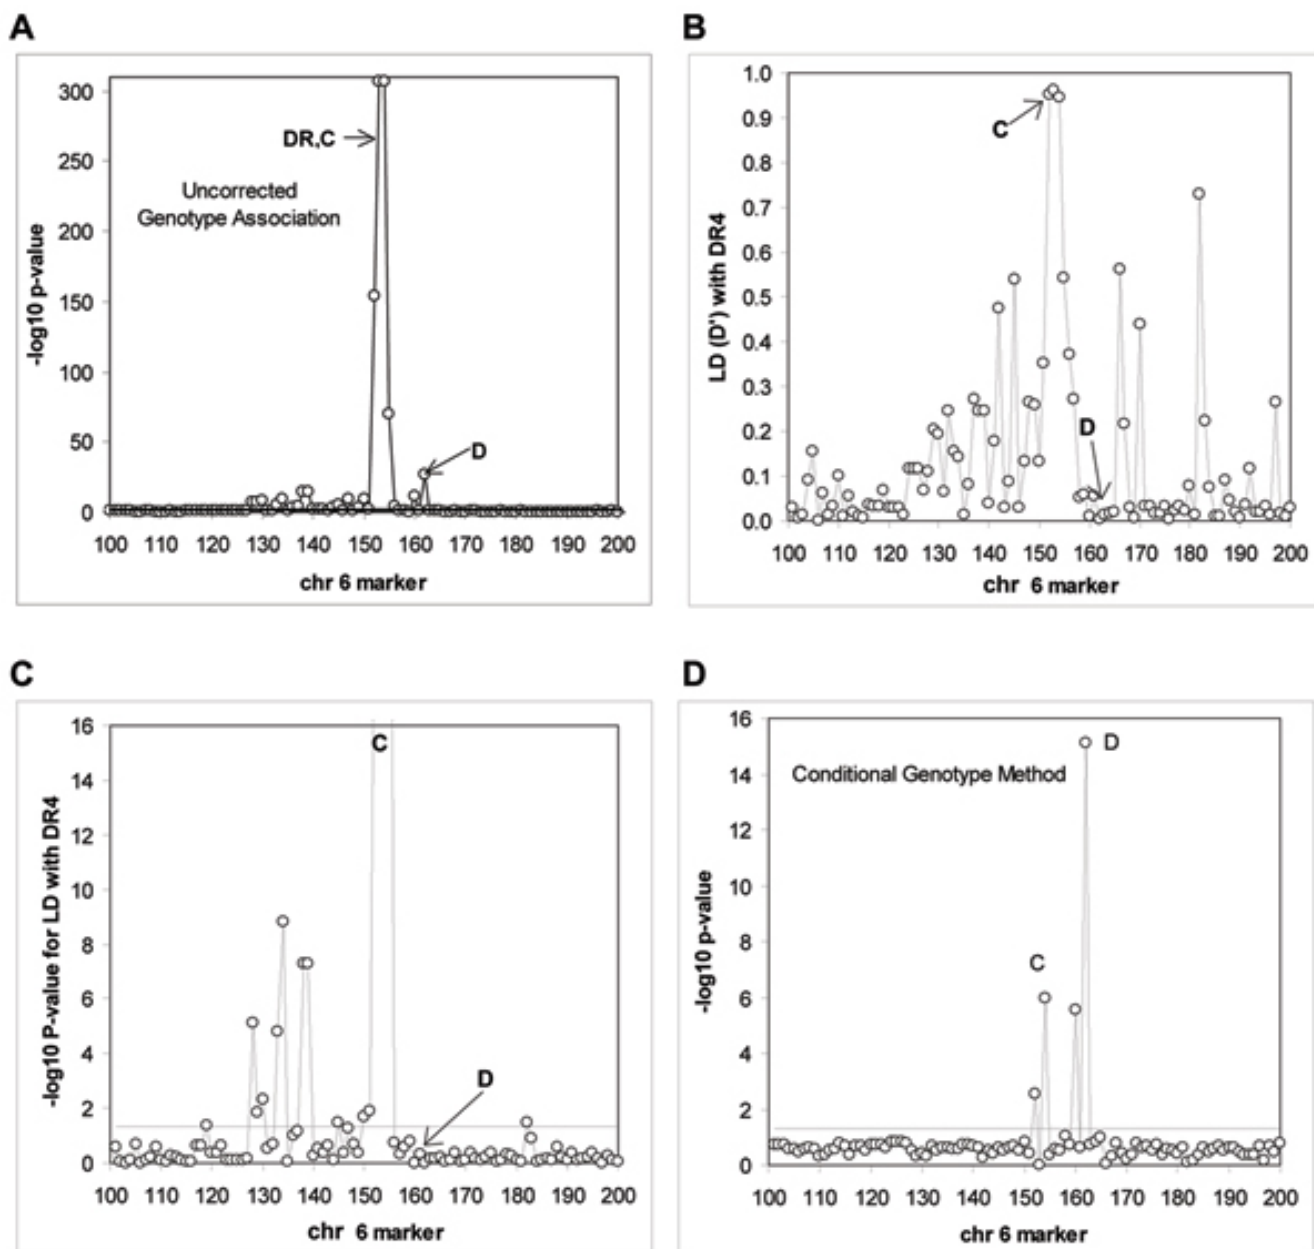 A
300
250
200
150
100
50
0
-log10 p-value
DR,C
Uncorrected
Genotype Association
D
100 110 120 130 140 150 160 170 180 190 200
chr 6 marker
B
1.0
0.9
0.8
0.7
0.6
0.5
0.4
0.3
0.2
0.1
0.0
LD (D') with DR4
C
D
100 110 120 130 140 150 160 170 180 190 200
chr 6 marker
C
16
14
12
10
8
6
4
2
0
-log10 P-value for LD with DR4
C
D
100 110 120 130 140 150 160 170 180 190 200
chr 6 marker
D
16
14
12
10
8
6
4
2
0
-log10 p-value
D
Conditional Genotype Method
C
100 110 120 130 140 150 160 170 180 190 200
chr 6 marker